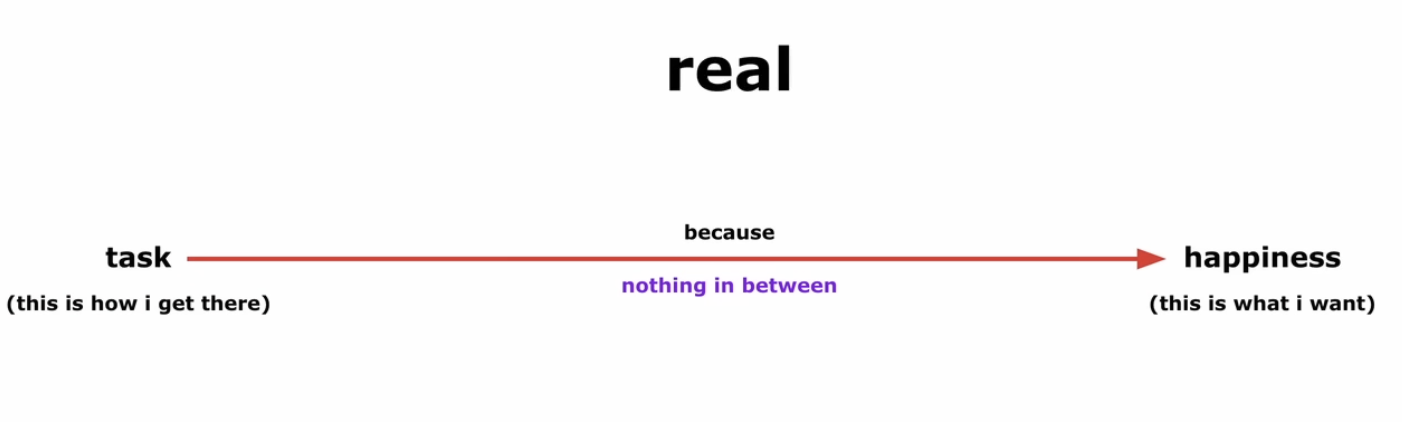 real
because
task
happiness
nothing in between
(this is how i get there)
(this is what i want)